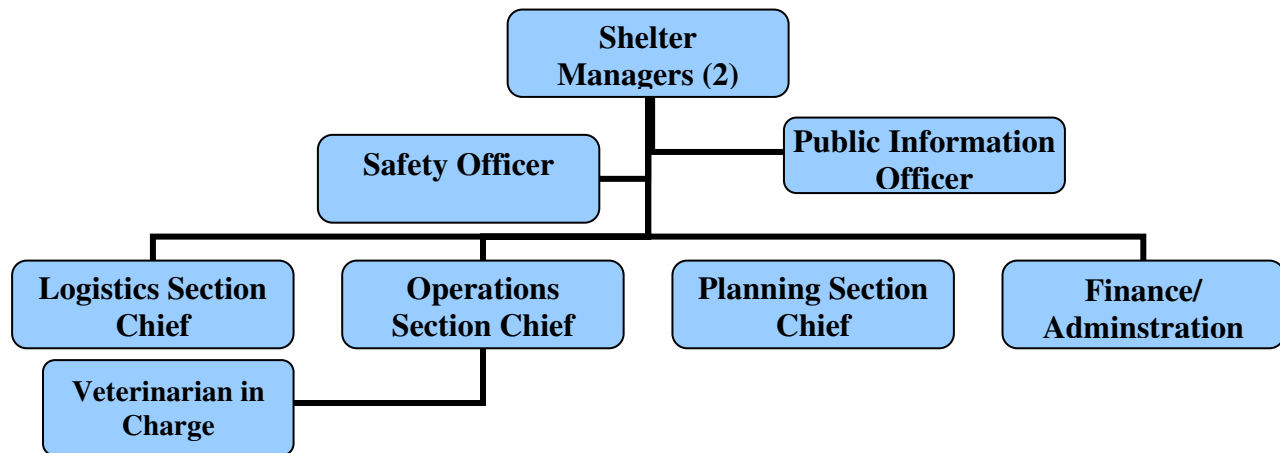 Shelter
Managers (2)
Safety Officer
Public Information
Officer
Logistics Section
Chief
Operations
Section Chief
Planning Section
Chief
Finance/
Adminstration
Veterinarian in
Charge